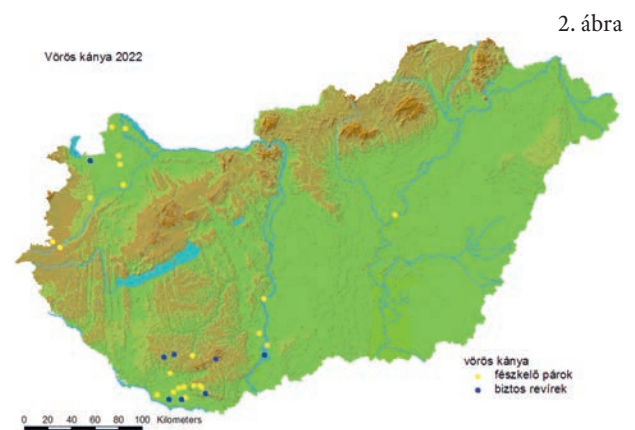 2. ábra
Vörös kánya 2022
vörös kánya
fészkelő párok
biztos revírek
0 20 40 60 80 100 Kilometers